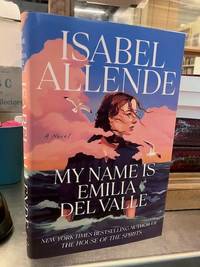 ISABEL
ALLENDE
A Novel
MY NAME IS
EMILIA
DEL VALLE
NEW YORK TIMES BESTSELLING AUTHOR OF
THE HOUSE OF THE SPIRITS